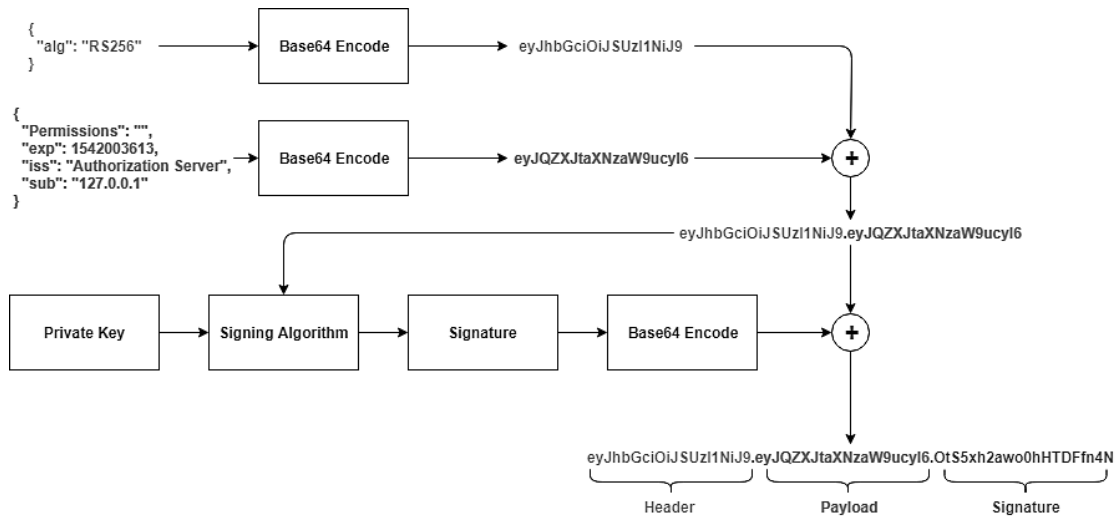 {
"alg": "RS256"
}
Base64 Encode
eyJhbGciOiJSUzI1NiJ9
{
"Permissions": "",
"exp": 1542003613,
"iss": "Authorization Server",
"sub": "127.0.0.1"
}
Base64 Encode
eyJQZXJtaXNzaW9ucyI6
+
eyJhbGciOiJSUzI1NiJ9.eyJQZXJtaXNzaW9ucyI6
Private Key
Signing Algorithm
Signature
Base64 Encode
+
eyJhbGciOiJSUzI1NiJ9.eyJQZXJtaXNzaW9ucyI6.OtS5xh2awo0hHTDFfn4N
Header
Payload
Signature